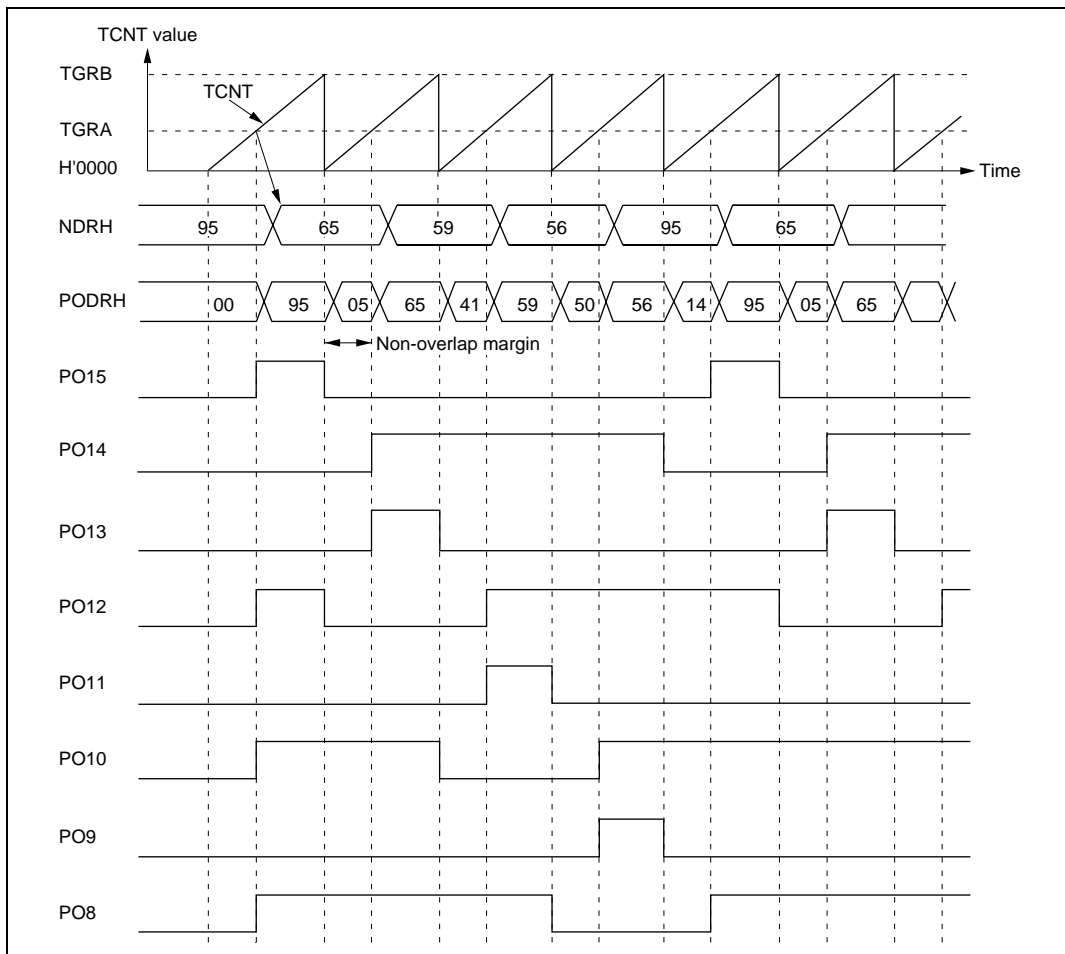 TCNT value
TGRB
TCNT
TGRA
H'0000
Time
NDRH
95 65 59 56 95 65
PODRH
00 95 05 65 41 59 50 56 14 95 05 65
Non-overlap margin
PO15
PO14
PO13
PO12
PO11
PO10
PO9
PO8